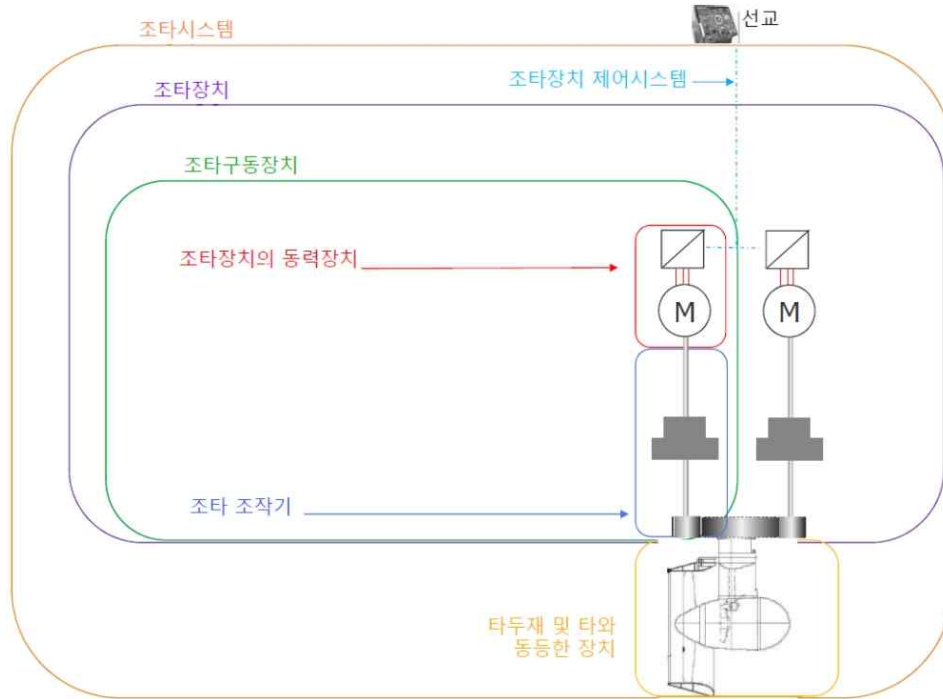 조타시스템
선교
조타장치 제어시스템
조타장치
조타구동장치
조타장치의 동력장치
M
M
조타 조작기
타두재 및 타와
동등한 장치